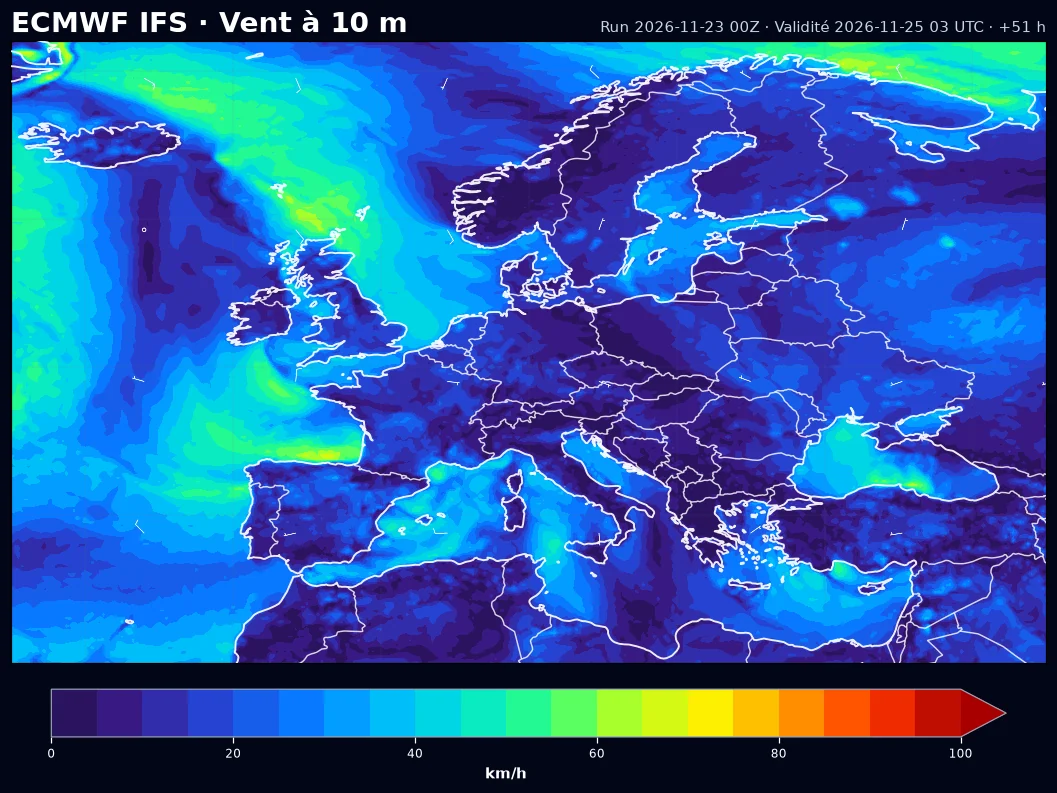 ECMWF IFS · Vent à 10 m
Run 2026-11-23 00Z · Validité 2026-11-25 03 UTC · +51 h
0 20 40 60 80 100
km/h